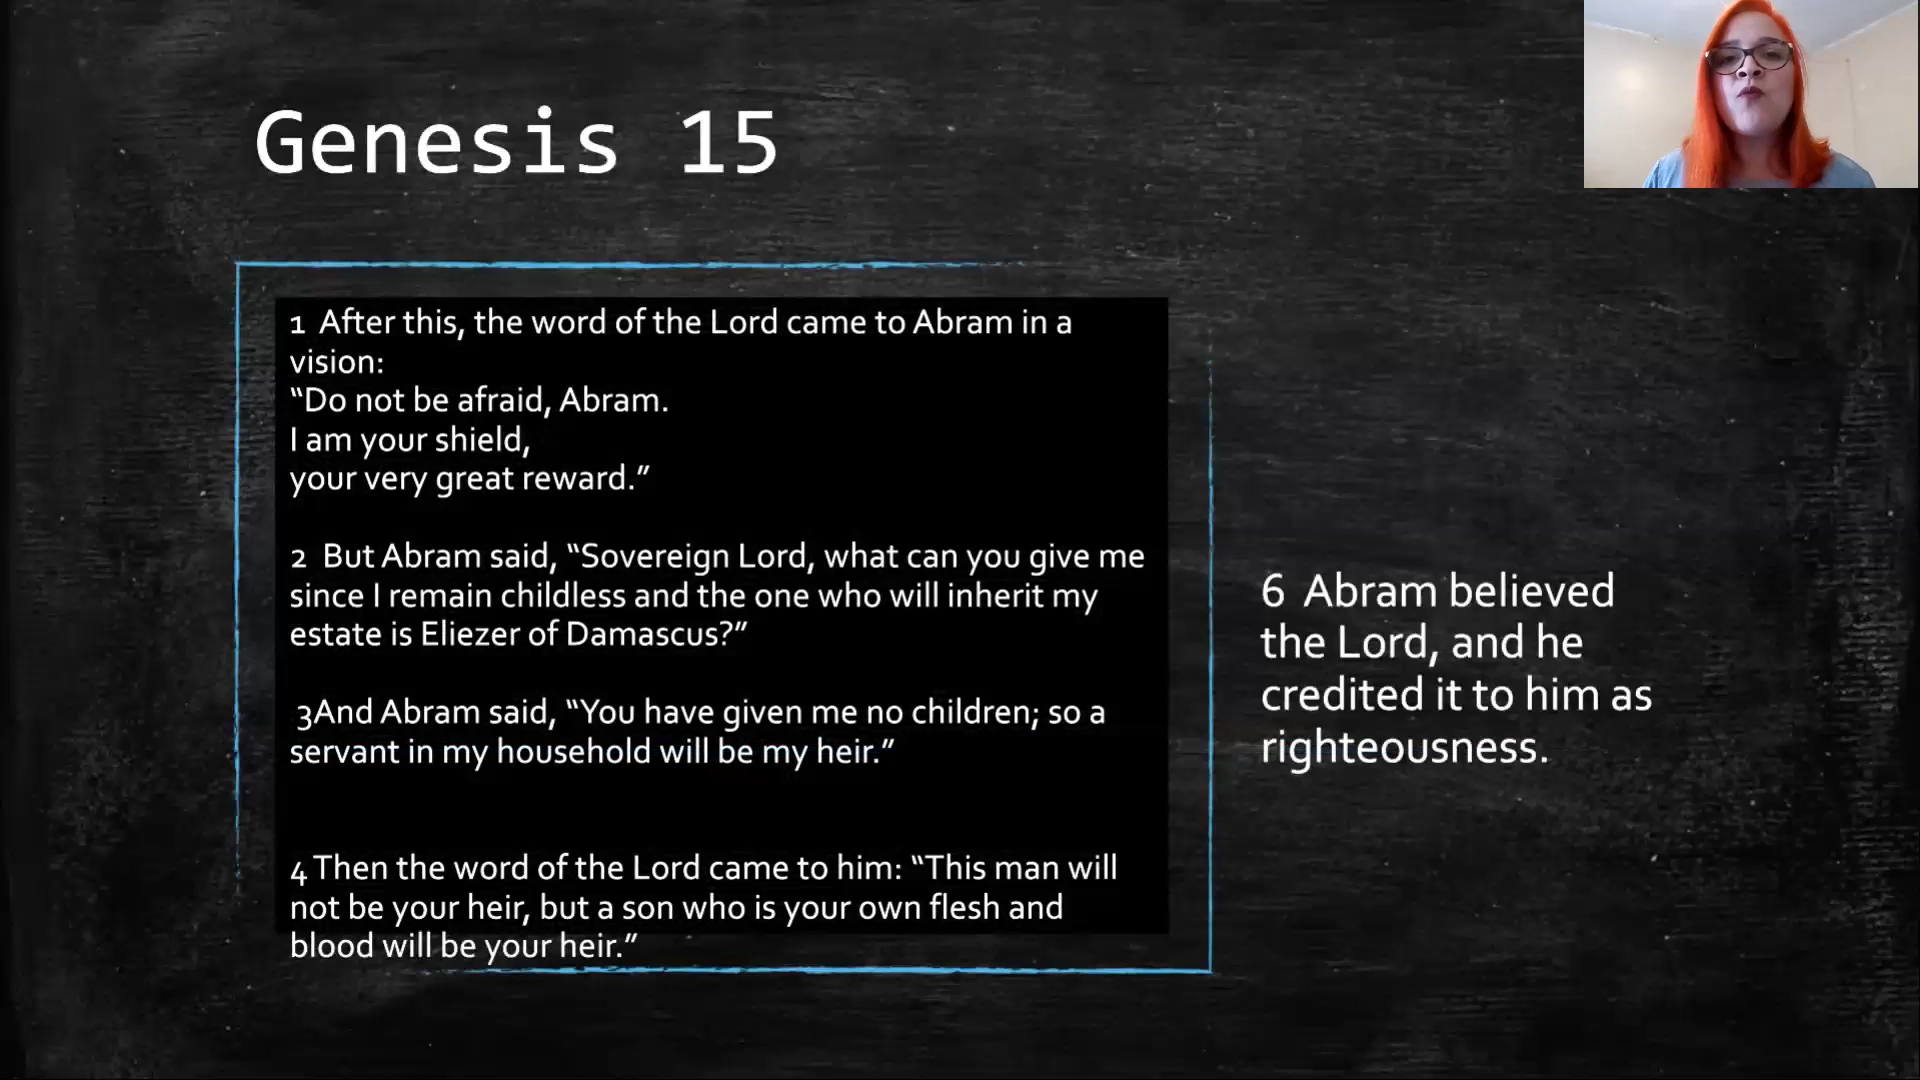 Genesis 15
1  After this, the word of the Lord came to Abram in a
vision:
“Do not be afraid, Abram.
I am your shield,
your very great reward.”
2  But Abram said, “Sovereign Lord, what can you give me
since I remain childless and the one who will inherit my
estate is Eliezer of Damascus?”
3And Abram said, “You have given me no children; so a
servant in my household will be my heir.”
4 Then the word of the Lord came to him: “This man will
not be your heir, but a son who is your own flesh and
blood will be your heir.”
6  Abram believed
the Lord, and he
credited it to him as
righteousness.